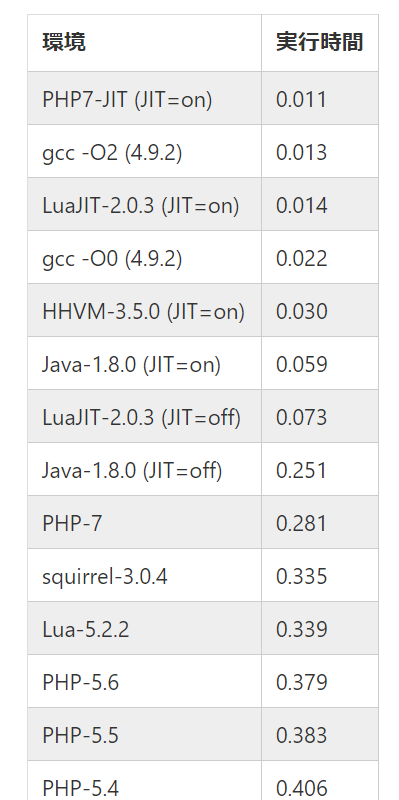 環境 実行時間
PHP7-JIT (JIT=on) 0.011
gcc -O2 (4.9.2) 0.013
LuaJIT-2.0.3 (JIT=on) 0.014
gcc -O0 (4.9.2) 0.022
HHVM-3.5.0 (JIT=on) 0.030
Java-1.8.0 (JIT=on) 0.059
LuaJIT-2.0.3 (JIT=off) 0.073
Java-1.8.0 (JIT=off) 0.251
PHP-7 0.281
squirrel-3.0.4 0.335
Lua-5.2.2 0.339
PHP-5.6 0.379
PHP-5.5 0.383
PHP-5.4 0.406